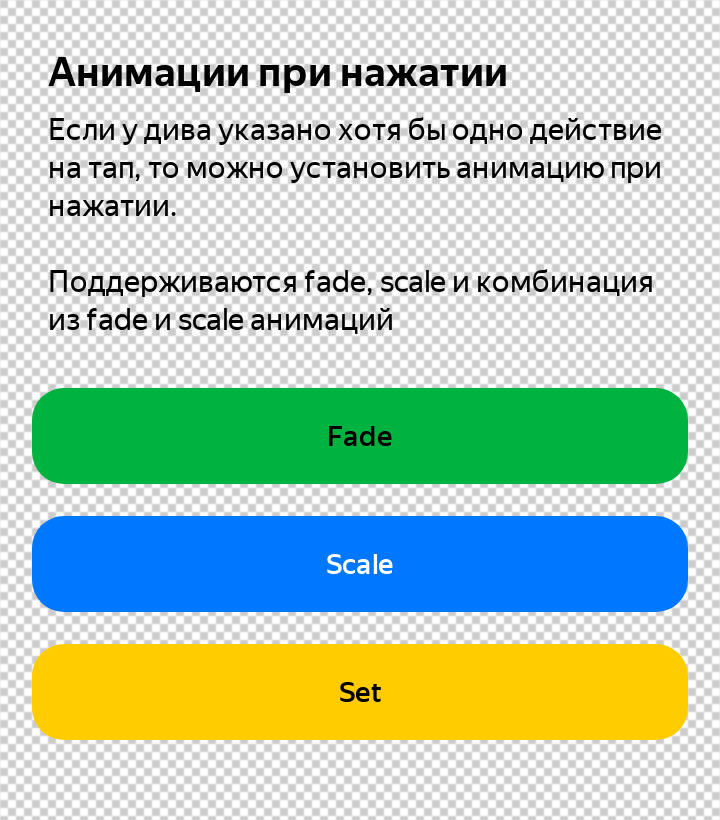 Анимации при нажатии
Если у дива указано хотя бы одно действие
на тап, то можно установить анимацию при
нажатии.
Поддерживаются fade, scale и комбинация
из fade и scale анимаций
Fade
Scale
Set